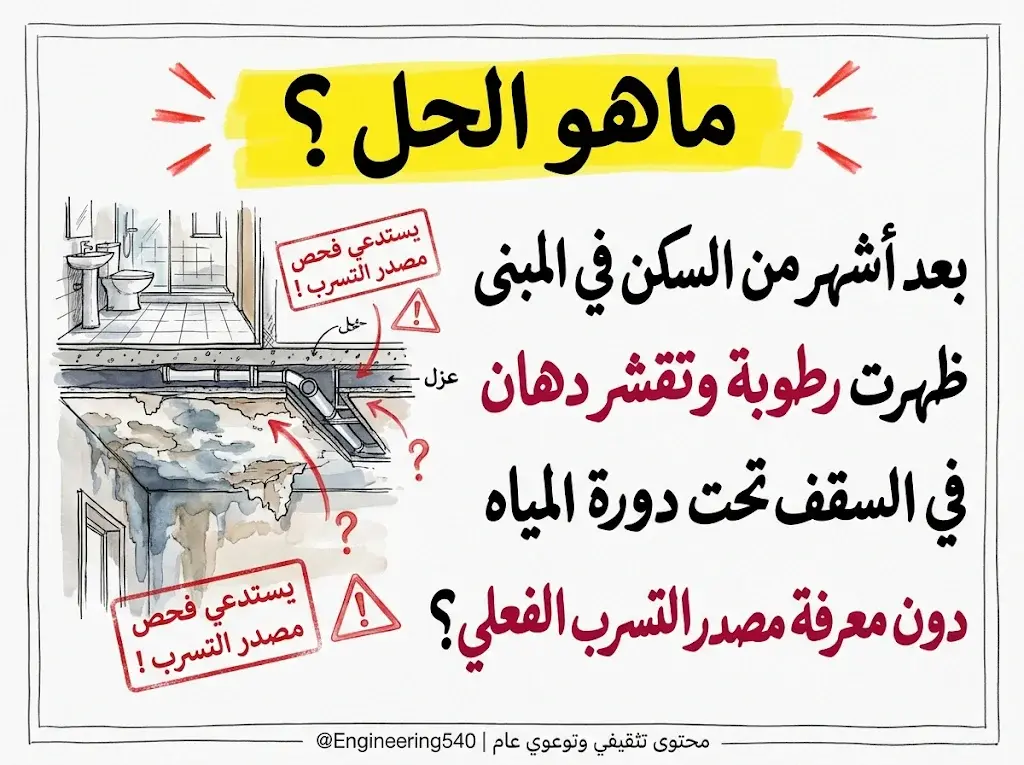 ماهو الحل ؟
بعد أشهر من السكن في المبنى
ظهرت رطوبة وتقشر دهان
في السقف تحت دورة المياه
دون معرفة مصدر التسرب الفعلي ؟
يستدعي فحص
مصدر التسرب !
عزل
؟
؟
يستدعي فحص
مصدر التسرب !
محتوى تثقيفي وتوعوي عام | @Engineering540